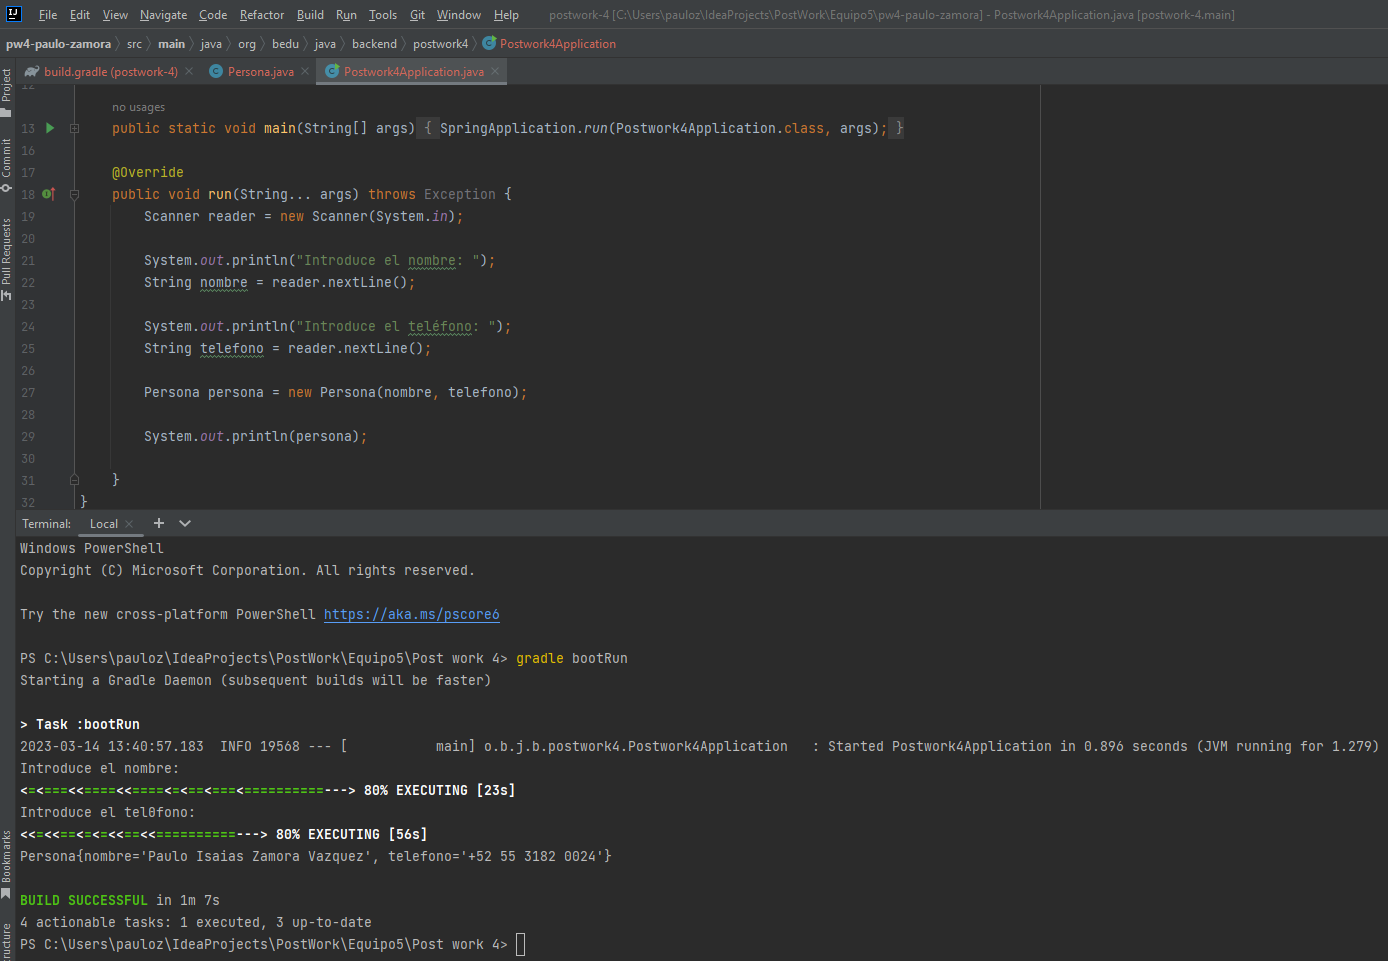 File Edit View Navigate Code Refactor Build Run Tools Git Window Help postwork-4 [C:\Users\pauloz\IdeaProjects\PostWork\Equipo5\pw4-paulo-zamora] - Postwork4Application.java [postwork-4.main]
pw4-paulo-zamora src main java org bedu java backend postwork4 Postwork4Application
build.gradle (postwork-4) Persona.java Postwork4Application.java
Project
Commit
Pull Requests
Bookmarks
ructure
12
no usages
13 public static void main(String[] args) { SpringApplication.run(Postwork4Application.class, args); }
16
17 @Override
18 public void run(String... args) throws Exception {
19 Scanner reader = new Scanner(System.in);
20
21 System.out.println("Introduce el nombre: ");
22 String nombre = reader.nextLine();
23
24 System.out.println("Introduce el teléfono: ");
25 String telefono = reader.nextLine();
26
27 Persona persona = new Persona(nombre, telefono);
28
29 System.out.println(persona);
30
31 }
32 }
Terminal: Local
Windows PowerShell
Copyright (C) Microsoft Corporation. All rights reserved.
Try the new cross-platform PowerShell https://aka.ms/pscore6
PS C:\Users\pauloz\IdeaProjects\PostWork\Equipo5\Post work 4> gradle bootRun
Starting a Gradle Daemon (subsequent builds will be faster)
> Task :bootRun
2023-03-14 13:40:57.183 INFO 19568 --- [ main] o.b.j.b.postwork4.Postwork4Application : Started Postwork4Application in 0.896 seconds (JVM running for 1.279)
Introduce el nombre:
<=<===<<====<<====<=<==<===<==========---> 80% EXECUTING [23s]
Introduce el tel0fono:
<<=<<==<=<=<<==<<==========---> 80% EXECUTING [56s]
Persona{nombre='Paulo Isaias Zamora Vazquez', telefono='+52 55 3182 0024'}
BUILD SUCCESSFUL in 1m 7s
4 actionable tasks: 1 executed, 3 up-to-date
PS C:\Users\pauloz\IdeaProjects\PostWork\Equipo5\Post work 4>